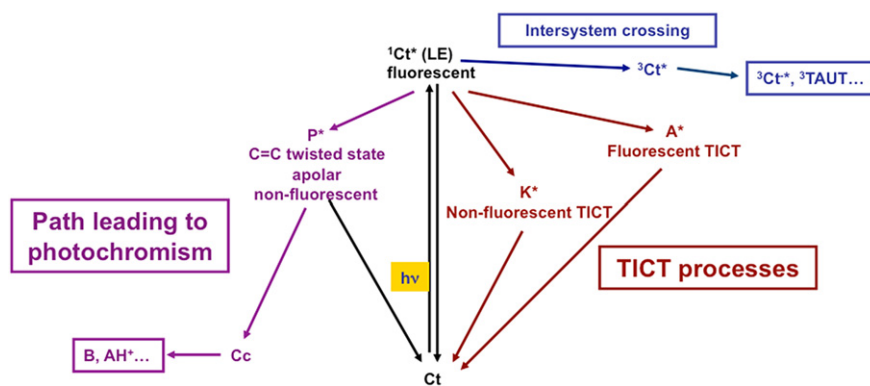 Intersystem crossing
¹Ct* (LE)
fluorescent
³Ct*
³Ct⁻*, ³TAUT...
P*
C=C twisted state
apolar
non-fluorescent
A*
Fluorescent TICT
K*
Non-fluorescent TICT
Path leading to
photochromism
hν
TICT processes
B, AH⁺...
Cc
Ct